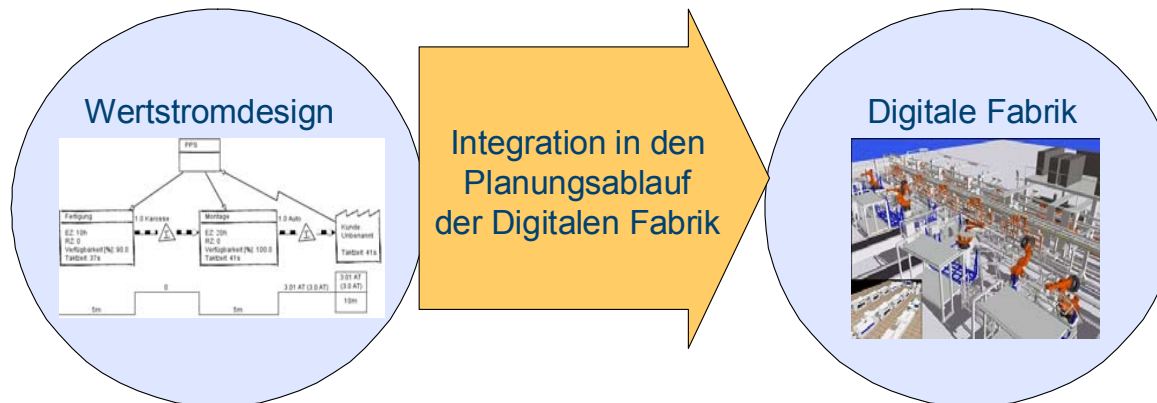 Wertstromdesign
PPS
Fertigung
EZ: 10h
RZ: 0
Verfügbarkeit [%]: 90.0
Taktzeit: 37s
1.0 Karosse
Montage
EZ: 20h
RZ: 0
Verfügbarkeit [%]: 100.0
Taktzeit: 41s
1.0 Auto
Kunde
Unbenannt
Taktzeit: 41s
5m
0
5m
3.01 AT (3.0 AT)
3.01 AT
(3.0 AT)
10m
Integration in den
Planungsablauf
der Digitalen Fabrik
Digitale Fabrik